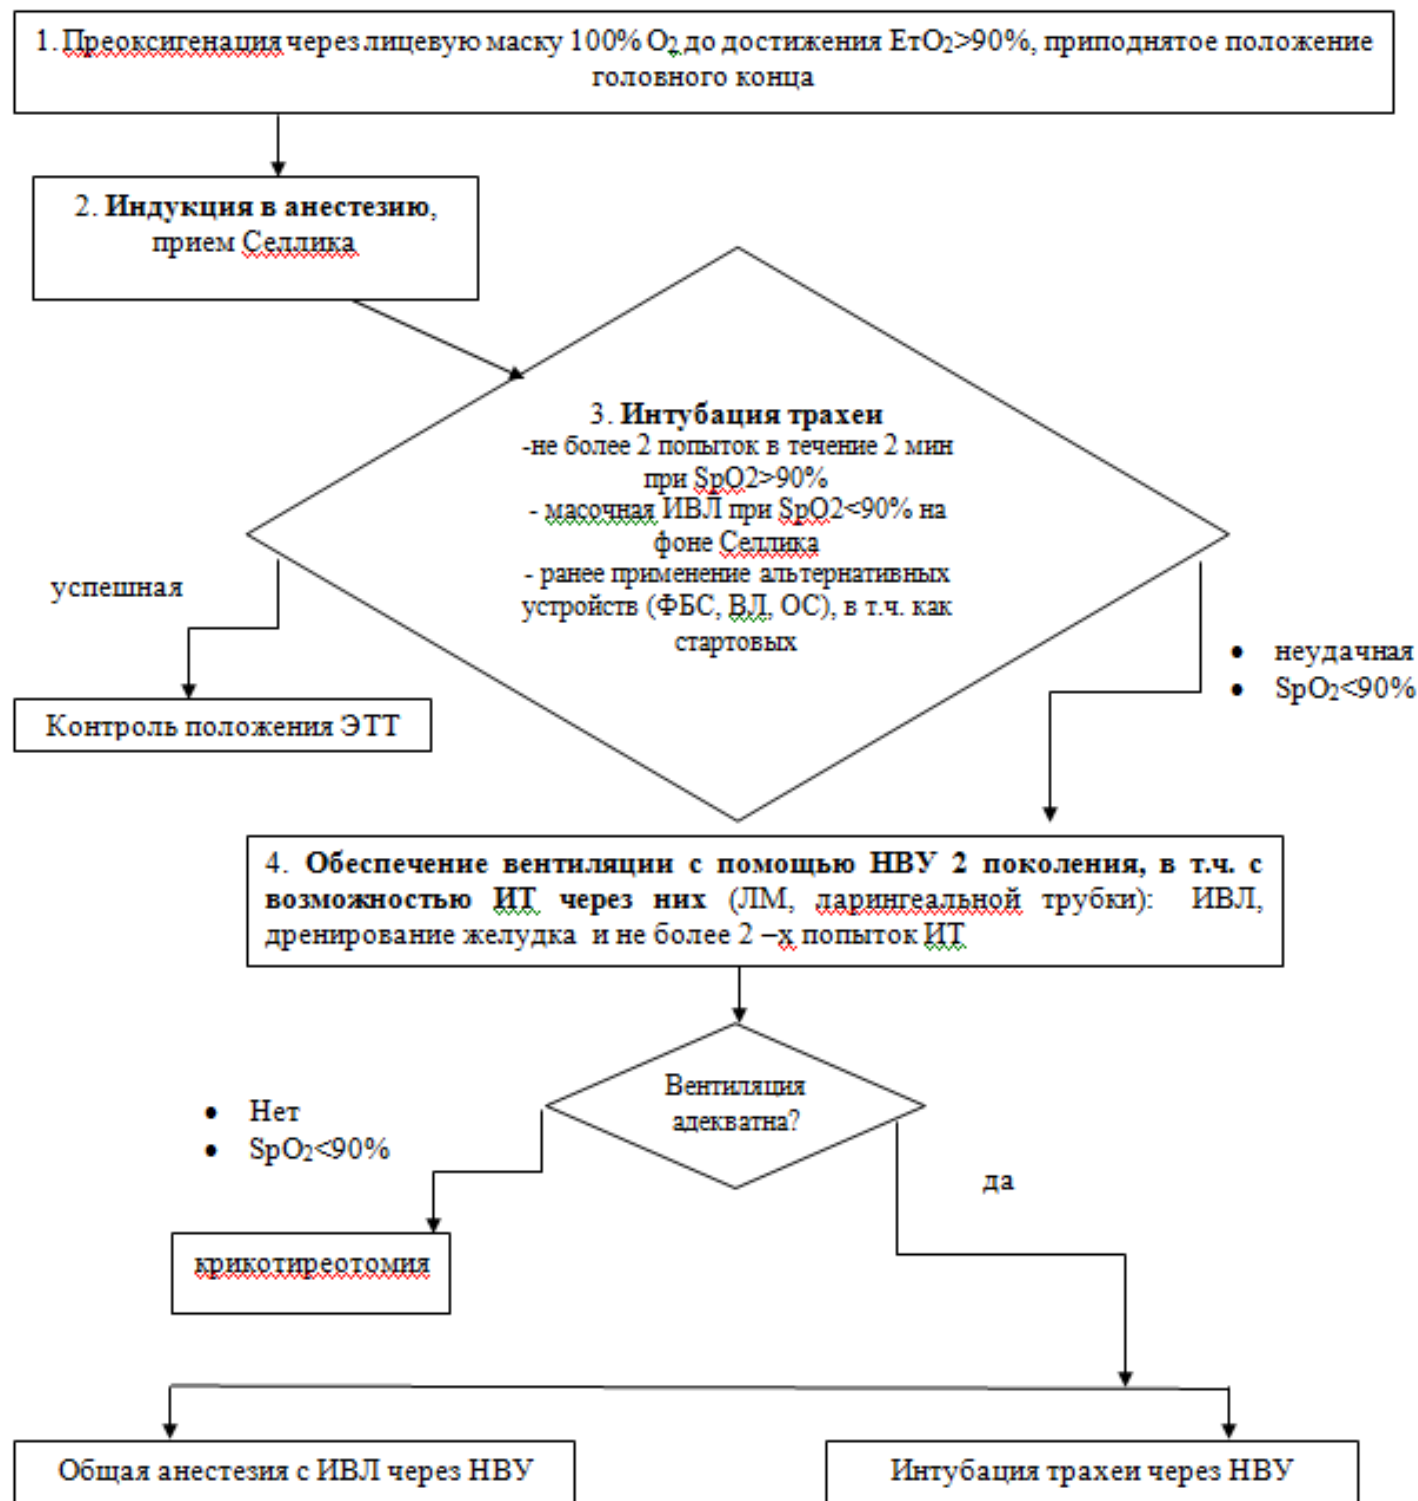 1. Преоксигенация через лицевую маску 100% O2 до достижения EтO2>90%, приподнятое положение
головного конца
2. Индукция в анестезию,
прием Селлика
3. Интубация трахеи
-не более 2 попыток в течение 2 мин
при SpO2>90%
- масочная ИВЛ при SpO2<90% на
фоне Селлика
- ранее применение альтернативных
устройств (ФБС, ВЛ, ОС), в т.ч. как
стартовых
успешная
Контроль положения ЭТТ
• неудачная
• SpO2<90%
4. Обеспечение вентиляции с помощью НВУ 2 поколения, в т.ч. с
возможностью ИТ через них (ЛМ, ларингеальной трубки): ИВЛ,
дренирование желудка и не более 2 –х попыток ИТ
Вентиляция
адекватна?
• Нет
• SpO2<90%
да
крикотиреотомия
Общая анестезия с ИВЛ через НВУ
Интубация трахеи через НВУ